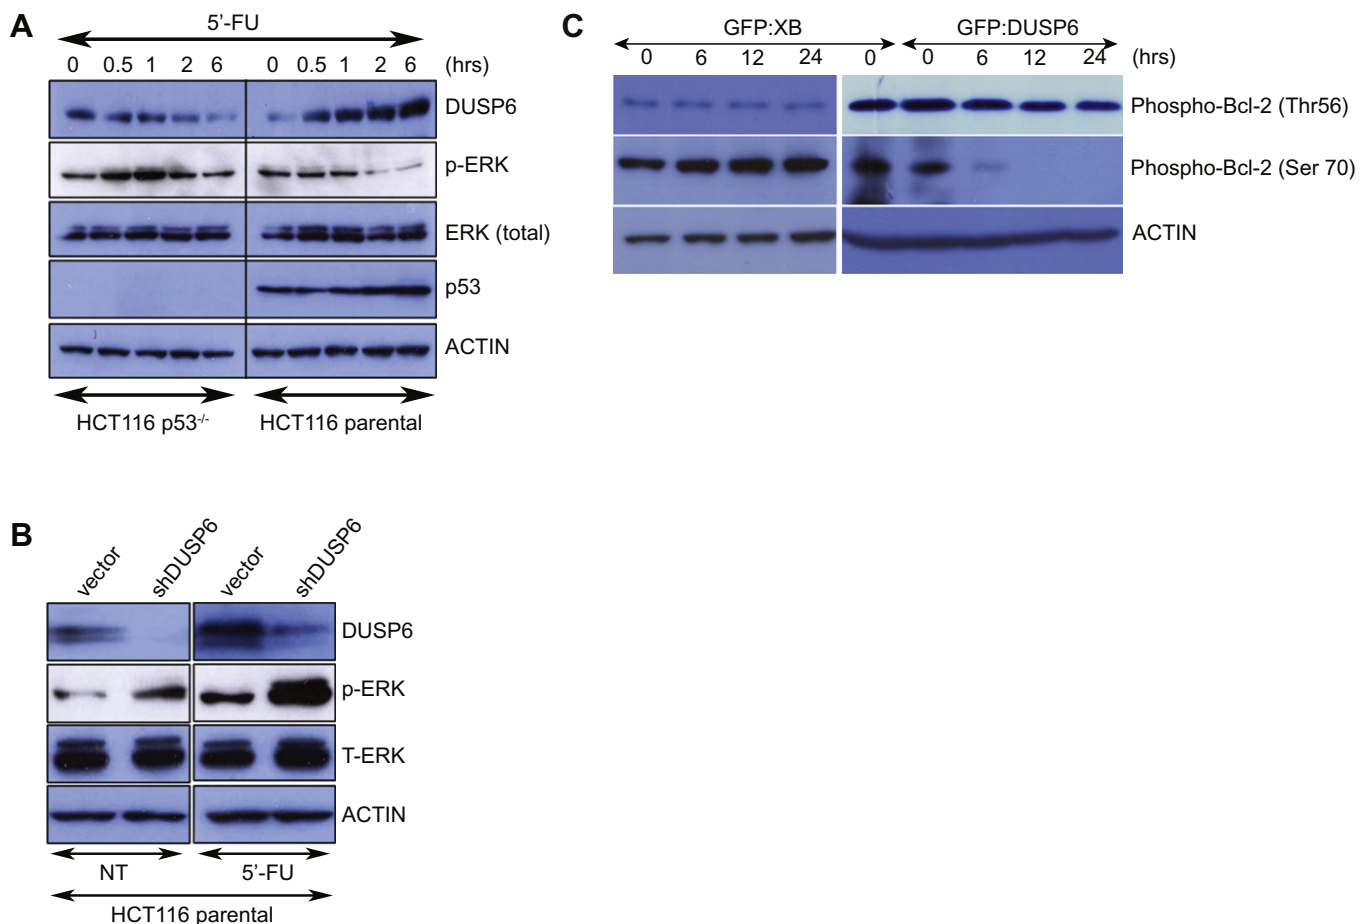 A
5’-FU
0 0.5 1 2 6 0 0.5 1 2 6 (hrs)
DUSP6
p-ERK
ERK (total)
p53
ACTIN
HCT116 p53-/- HCT116 parental
C
GFP:XB GFP:DUSP6
0 6 12 24 0 0 6 12 24 (hrs)
Phospho-Bcl-2 (Thr56)
Phospho-Bcl-2 (Ser 70)
ACTIN
B
vector shDUSP6 vector shDUSP6
DUSP6
p-ERK
T-ERK
ACTIN
NT 5’-FU
HCT116 parental